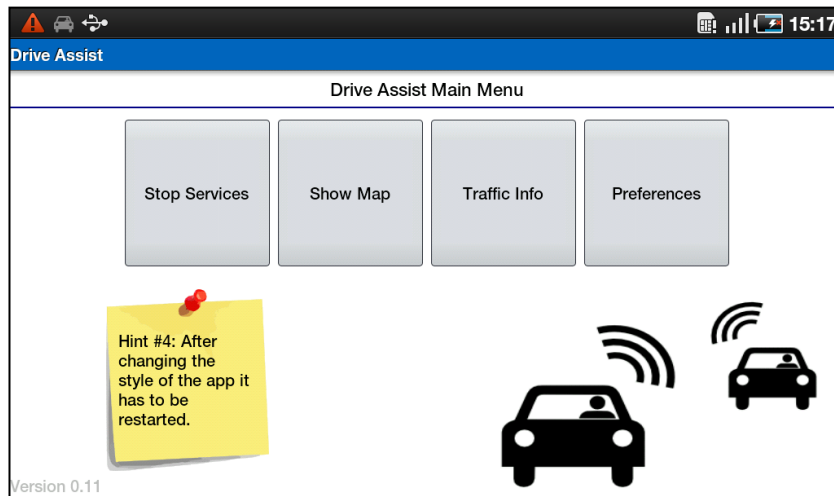 15:17
Drive Assist
Drive Assist Main Menu
Stop Services Show Map Traffic Info Preferences
Hint #4: After
changing the
style of the app it
has to be
restarted.
Version 0.11